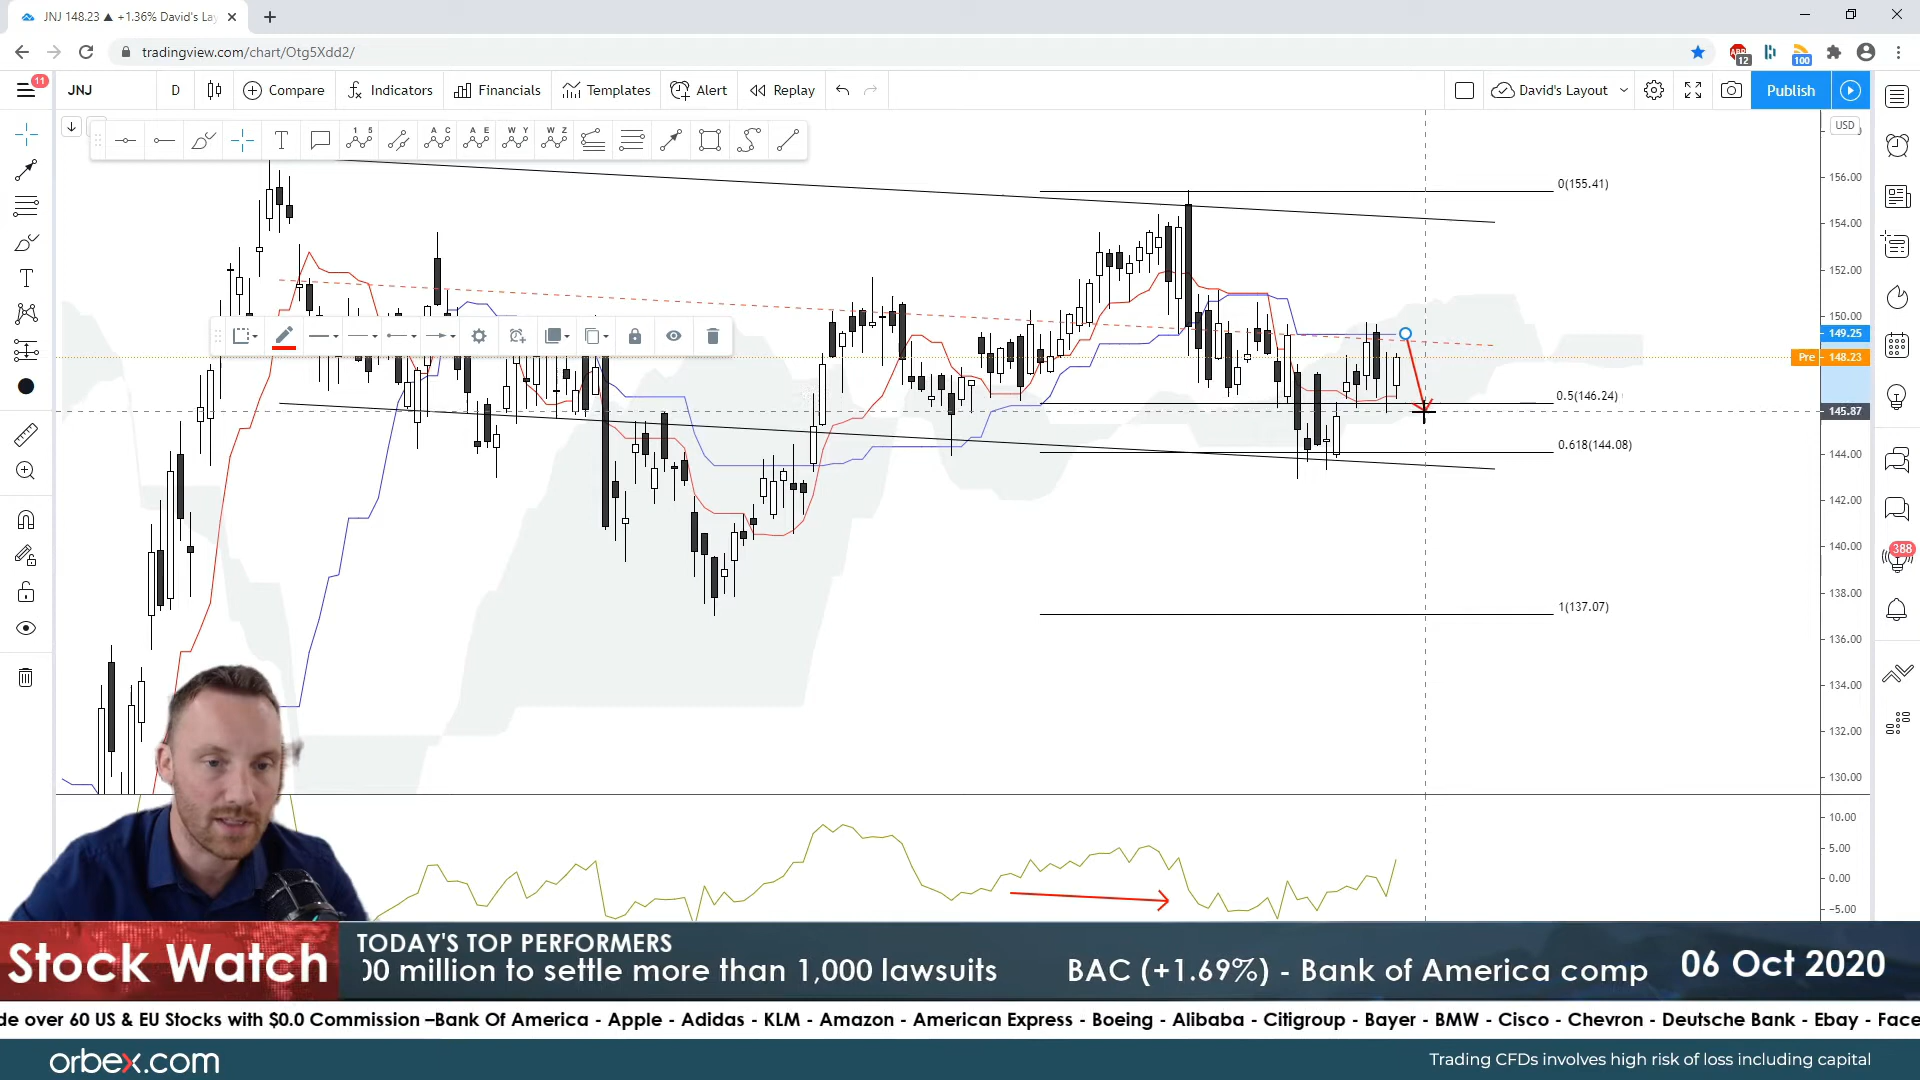 JNJ 148.23 ▲ +1.36% David's La
tradingview.com/chart/Otg5Xdd2/
12
100
11
JNJ
D
Compare
Indicators
Financials
Templates
Alert
Replay
David's Layout
Publish
USD
1 5
A C
A E
W Y
W Z
0(155.41)
0.5(146.24)
0.618(144.08)
1(137.07)
156.00
154.00
152.00
150.00
149.25
Pre 148.23
145.87
144.00
142.00
140.00
138.00
136.00
134.00
132.00
130.00
10.00
5.00
0.00
−5.00
388
Stock Watch
TODAY'S TOP PERFORMERS
00 million to settle more than 1,000 lawsuits BAC (+1.69%) - Bank of America comp
06 Oct 2020
de over 60 US & EU Stocks with $0.0 Commission –Bank Of America - Apple - Adidas - KLM - Amazon - American Express - Boeing - Alibaba - Citigroup - Bayer - BMW - Cisco - Chevron - Deutsche Bank - Ebay - Face
orbex.com
Trading CFDs involves high risk of loss including capital